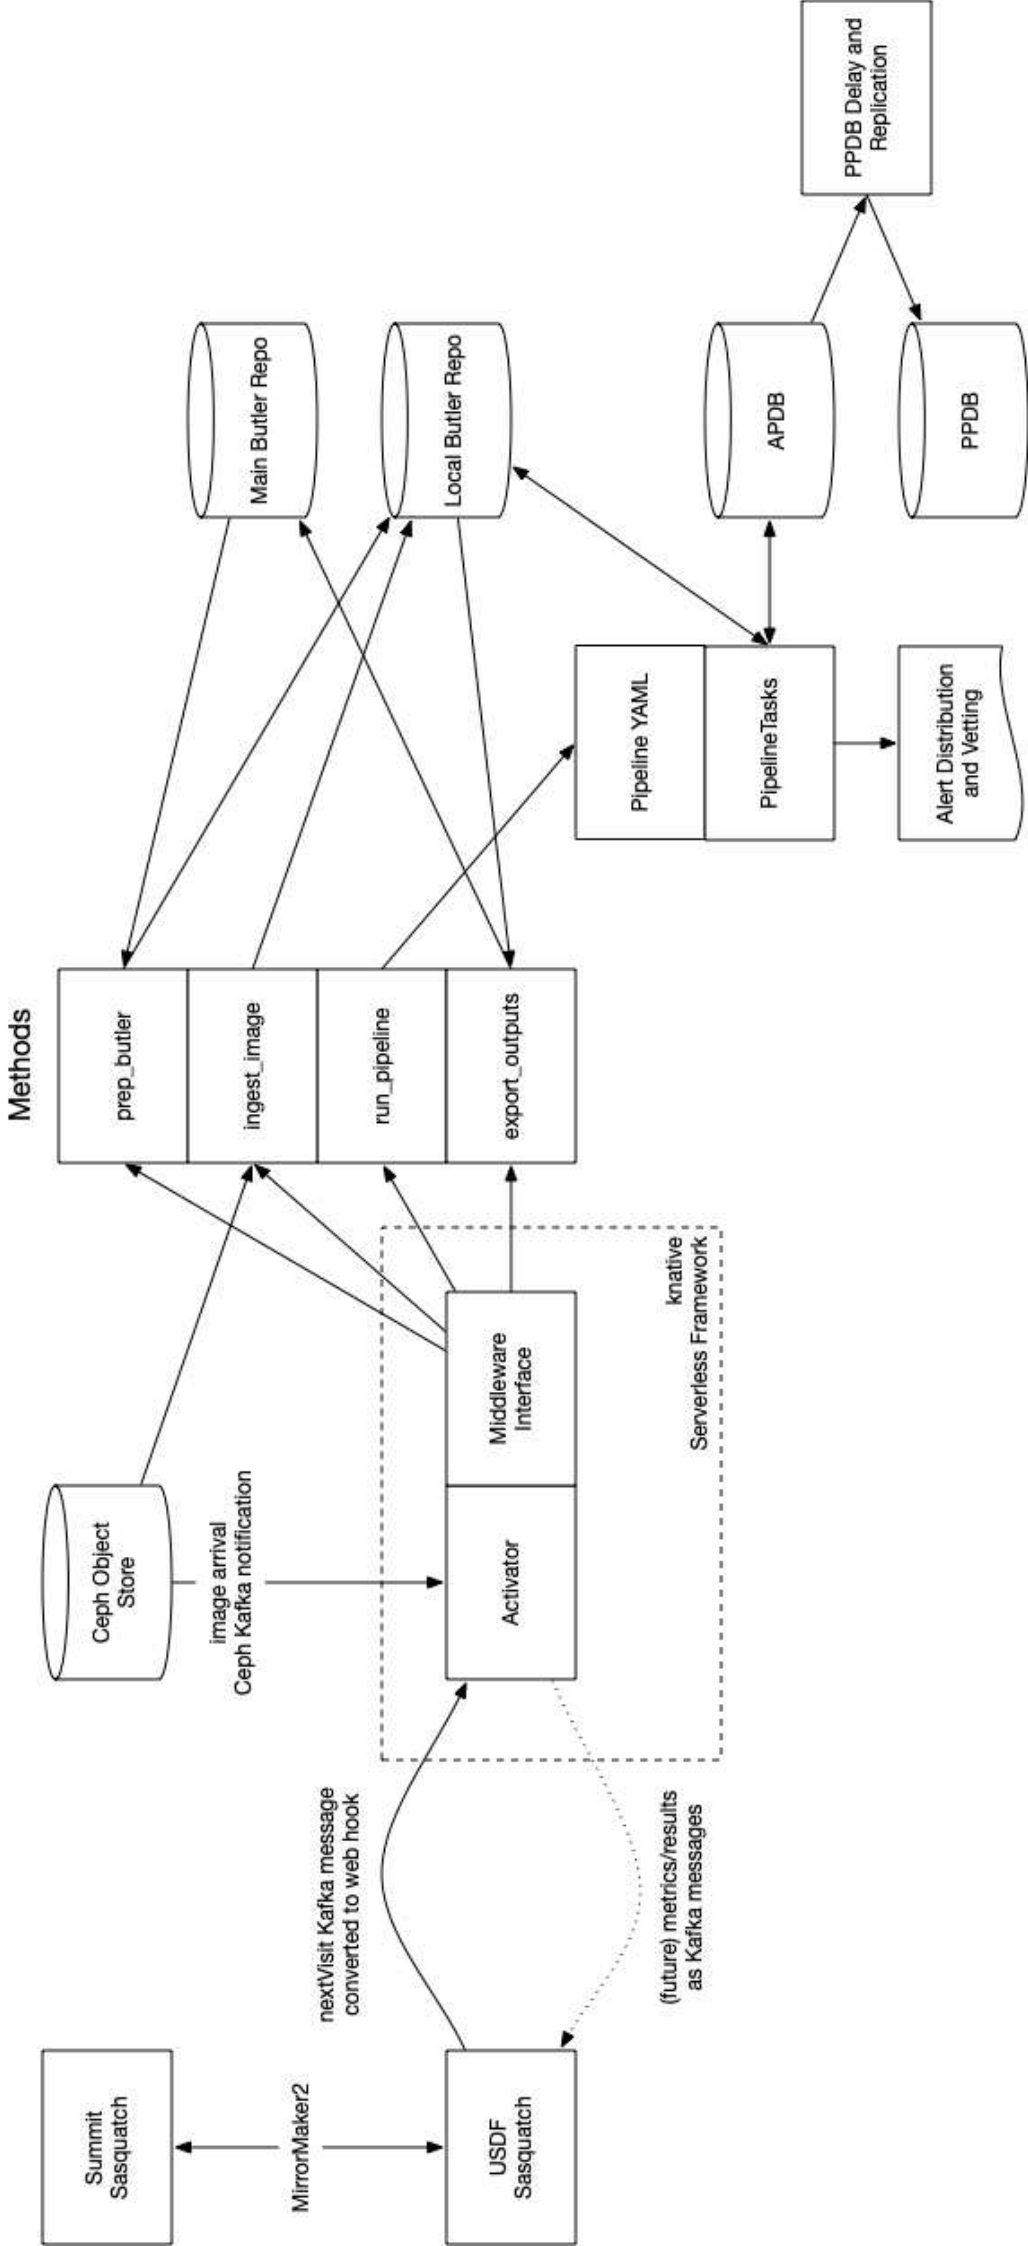 Methods
Summit
Sasquatch
MirrorMaker2
USDF
Sasquatch
nextVisit Kafka message
converted to web hook
(future) metrics/results
as Kafka messages
Ceph Object
Store
image arrival
Ceph Kafka notification
Activator
Middleware
Interface
knative
Serverless Framework
prep_butler
ingest_image
run_pipeline
export_outputs
Main Butler Repo
Local Butler Repo
Pipeline YAML
PipelineTasks
Alert Distribution
and Vetting
APDB
PPDB
PPDB Delay and
Replication